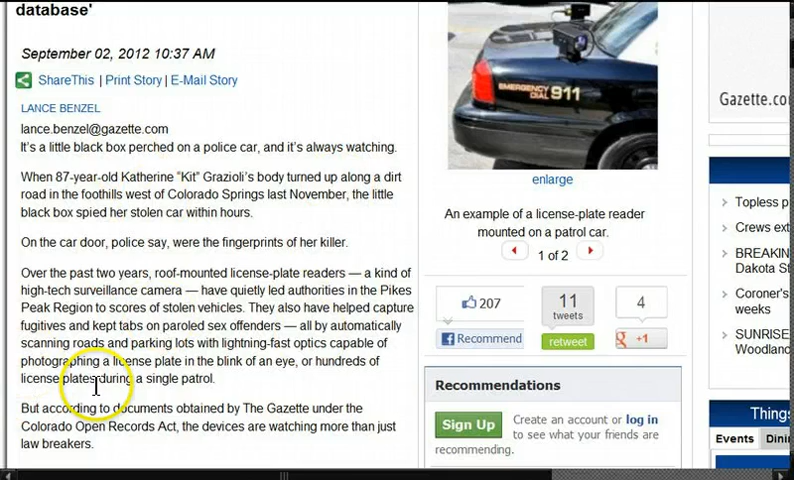 database'
September 02, 2012 10:37 AM
ShareThis | Print Story | E-Mail Story
LANCE BENZEL
lance.benzel@gazette.com
It's a little black box perched on a police car, and it's always watching.
When 87-year-old Katherine "Kit" Grazioli's body turned up along a dirt
road in the foothills west of Colorado Springs last November, the little
black box spied her stolen car within hours.
On the car door, police say, were the fingerprints of her killer.
Over the past two years, roof-mounted license-plate readers — a kind of
high-tech surveillance camera — have quietly led authorities in the Pikes
Peak Region to scores of stolen vehicles. They also have helped capture
fugitives and kept tabs on paroled sex offenders — all by automatically
scanning roads and parking lots with lightning-fast optics capable of
photographing a license plate in the blink of an eye, or hundreds of
license plates during a single patrol.
But according to documents obtained by The Gazette under the
Colorado Open Records Act, the devices are watching more than just
law breakers.
EMERGENCY
DIAL 911
enlarge
An example of a license-plate reader
mounted on a patrol car.
1 of 2
207
Recommend
11
tweets
retweet
4
+1
Recommendations
Sign Up
Create an account or log in
to see what your friends are
recommending.
Gazette.co
Topless p
Crews ext
BREAKIN
Dakota St
Coroner's
weeks
SUNRISE
Woodlanc
Things
Events
Dini